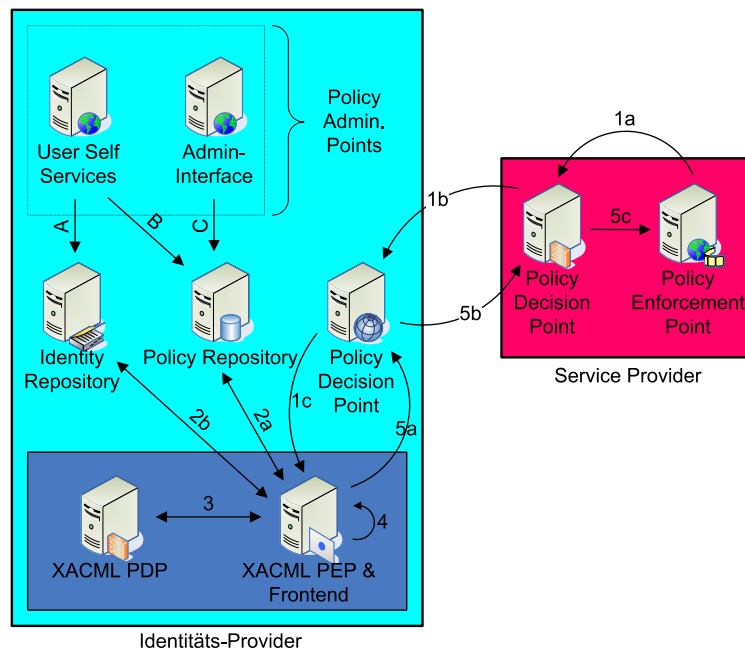 User Self
Services
Admin-
Interface
Policy
Admin.
Points
A
B
C
1a
1b
5c
5b
Policy
Decision
Point
Policy
Enforcement
Point
Service Provider
Identity
Repository
Policy Repository
Policy
Decision
Point
2b
2a
1c
5a
3
4
XACML PDP
XACML PEP &
Frontend
Identitäts-Provider